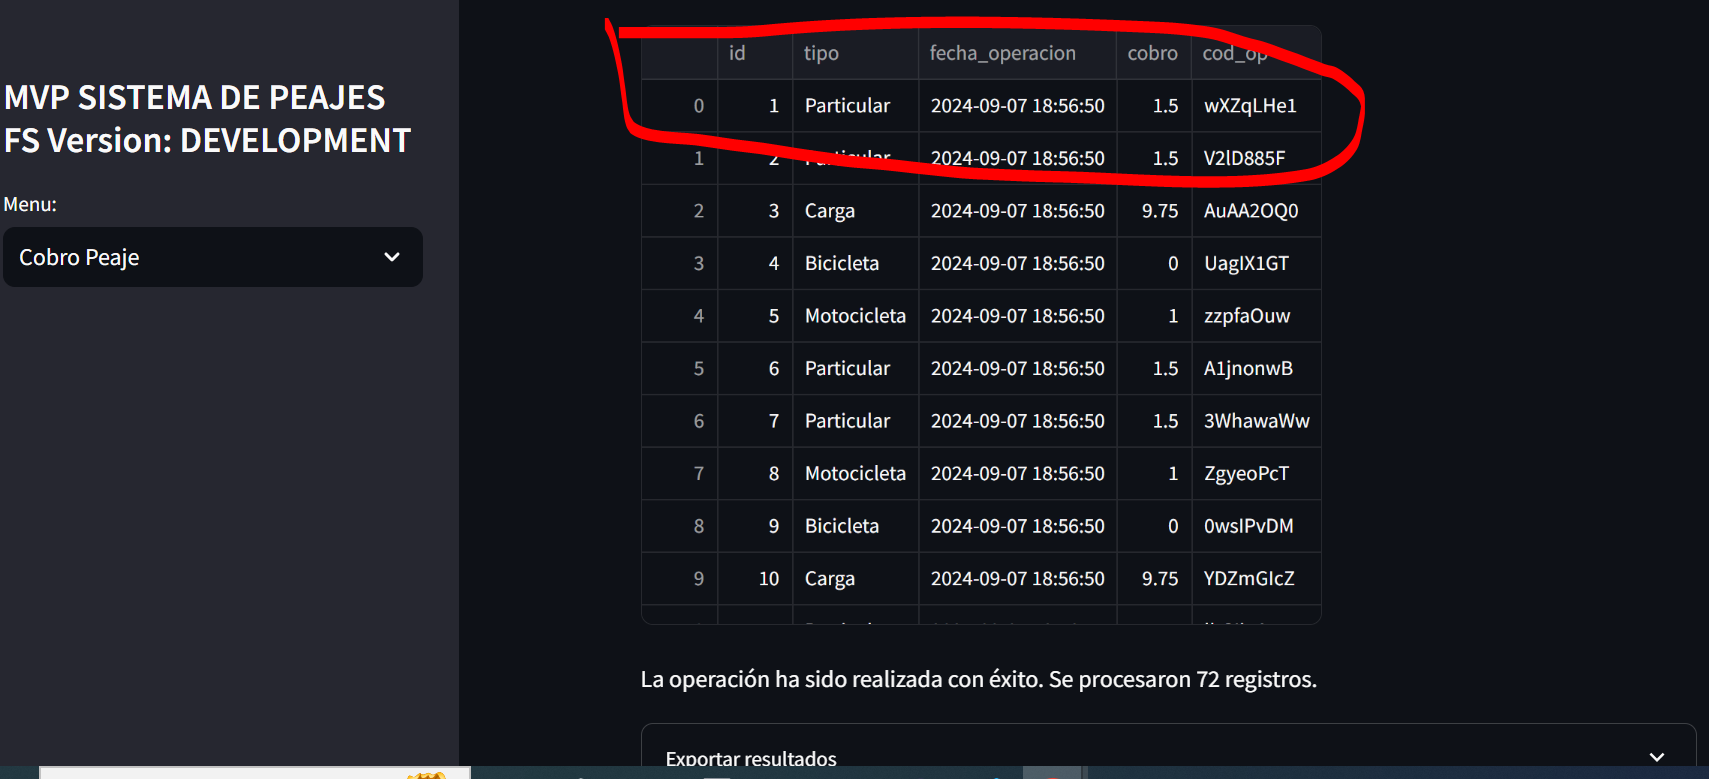 MVP SISTEMA DE PEAJES
FS Version: DEVELOPMENT
Menu:
Cobro Peaje
id tipo fecha_operacion cobro cod_op
0 1 Particular 2024-09-07 18:56:50 1.5 wXZqLHe1
1 2 Particular 2024-09-07 18:56:50 1.5 V2lD885F
2 3 Carga 2024-09-07 18:56:50 9.75 AuAA2OQ0
3 4 Bicicleta 2024-09-07 18:56:50 0 UagIX1GT
4 5 Motocicleta 2024-09-07 18:56:50 1 zzpfaOuw
5 6 Particular 2024-09-07 18:56:50 1.5 A1jnonwB
6 7 Particular 2024-09-07 18:56:50 1.5 3WhawaWw
7 8 Motocicleta 2024-09-07 18:56:50 1 ZgyeoPcT
8 9 Bicicleta 2024-09-07 18:56:50 0 0wsIPvDM
9 10 Carga 2024-09-07 18:56:50 9.75 YDZmGIcZ
La operación ha sido realizada con éxito. Se procesaron 72 registros.
Exportar resultados